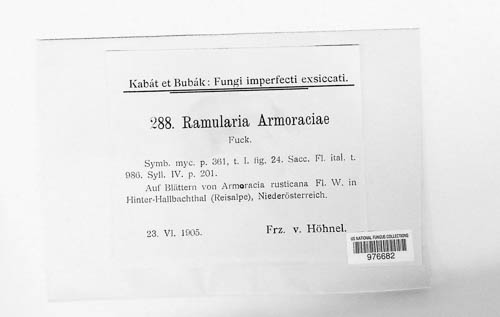 Kabát et Bubák: Fungi imperfecti exsiccati.
288. Ramularia Armoraciae
Fuck.
Symb. myc. p. 361, t. I. fig. 24. Sacc. Fl. ital. t.
986. Syll. IV. p. 201.
Auf Blättern von Armoracia rusticana Fl. W. in
Hinter-Hallbachthal (Reisalpe), Niederösterreich.
23. VI. 1905. Frz. v. Höhnel.
US NATIONAL FUNGUS COLLECTIONS
976682